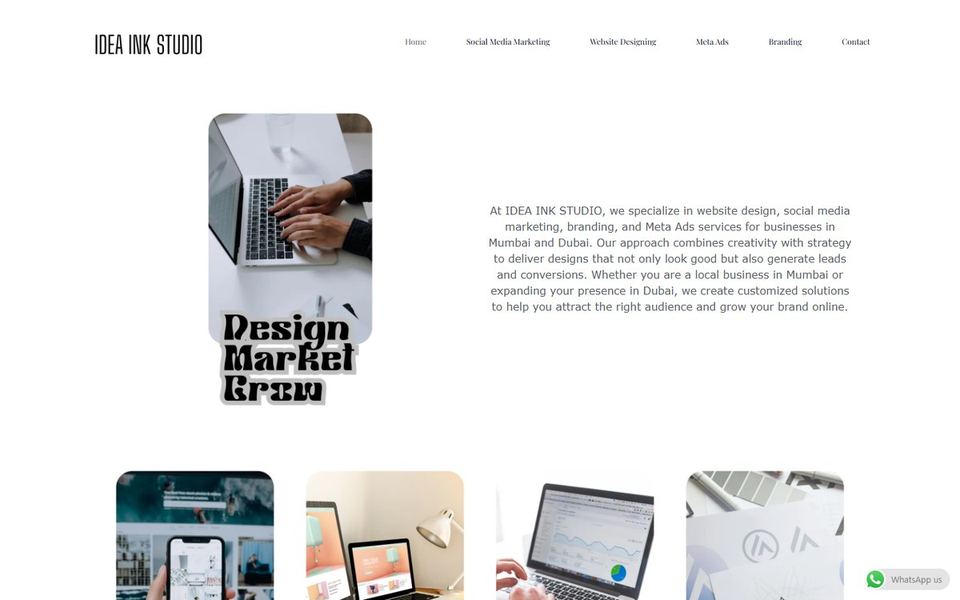 IDEA INK STUDIO
Home Social Media Marketing Website Designing Meta Ads Branding Contact
Design
Market
Grow
At IDEA INK STUDIO, we specialize in website design, social media
marketing, branding, and Meta Ads services for businesses in
Mumbai and Dubai. Our approach combines creativity with strategy
to deliver designs that not only look good but also generate leads
and conversions. Whether you are a local business in Mumbai or
expanding your presence in Dubai, we create customized solutions
to help you attract the right audience and grow your brand online.
WhatsApp us